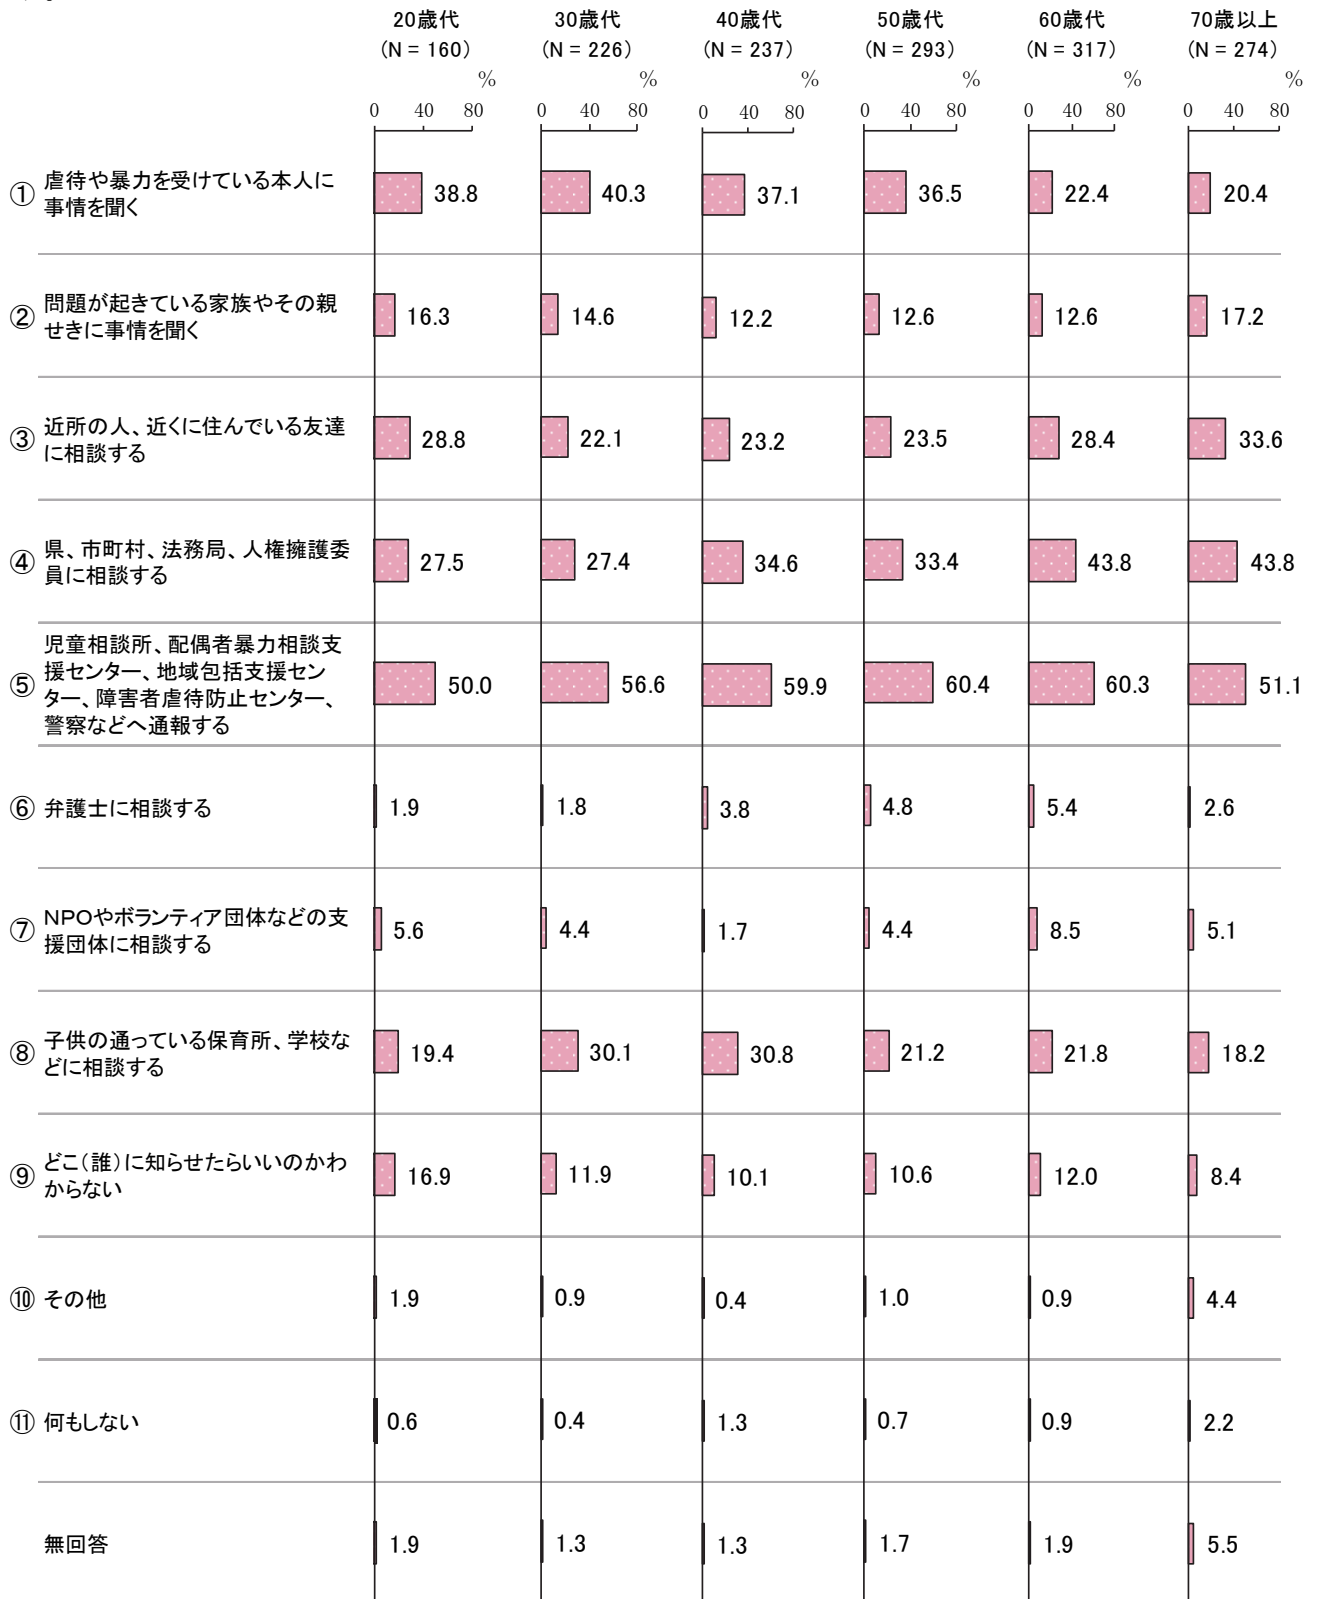 20歳代 30歳代 40歳代 50歳代 60歳代 70歳以上
(N = 160) (N = 226) (N = 237) (N = 293) (N = 317) (N = 274)
% % % % % %
0 40 80 0 40 80 0 40 80 0 40 80 0 40 80 0 40 80
① 虐待や暴力を受けている本人に
事情を聞く
38.8 40.3 37.1 36.5 22.4 20.4
② 問題が起きている家族やその親
せきに事情を聞く
16.3 14.6 12.2 12.6 12.6 17.2
③ 近所の人、近くに住んでいる友達
に相談する
28.8 22.1 23.2 23.5 28.4 33.6
④ 県、市町村、法務局、人権擁護委
員に相談する
27.5 27.4 34.6 33.4 43.8 43.8
⑤ 児童相談所、配偶者暴力相談支
援センター、地域包括支援セン
ター、障害者虐待防止センター、
警察などへ通報する
50.0 56.6 59.9 60.4 60.3 51.1
⑥ 弁護士に相談する
1.9 1.8 3.8 4.8 5.4 2.6
⑦ NPOやボランティア団体などの支
援団体に相談する
5.6 4.4 1.7 4.4 8.5 5.1
⑧ 子供の通っている保育所、学校な
どに相談する
19.4 30.1 30.8 21.2 21.8 18.2
⑨ どこ(誰)に知らせたらいいのかわ
からない
16.9 11.9 10.1 10.6 12.0 8.4
⑩ その他
1.9 0.9 0.4 1.0 0.9 4.4
⑪ 何もしない
0.6 0.4 1.3 0.7 0.9 2.2
無回答
1.9 1.3 1.3 1.7 1.9 5.5